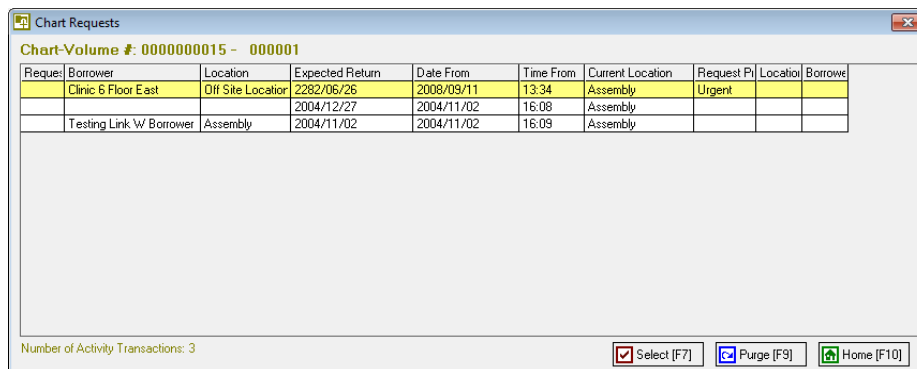 Chart Requests
Chart-Volume #: 0000000015 - 000001
Reques Borrower Location Expected Return Date From Time From Current Location Request Pr Location Borrowe
Clinic 6 Floor East Off Site Location 2282/06/26 2008/09/11 13:34 Assembly Urgent
2004/12/27 2004/11/02 16:08 Assembly
Testing Link W Borrower Assembly 2004/11/02 2004/11/02 16:09 Assembly
Number of Activity Transactions: 3
Select [F7] Purge [F9] Home [F10]